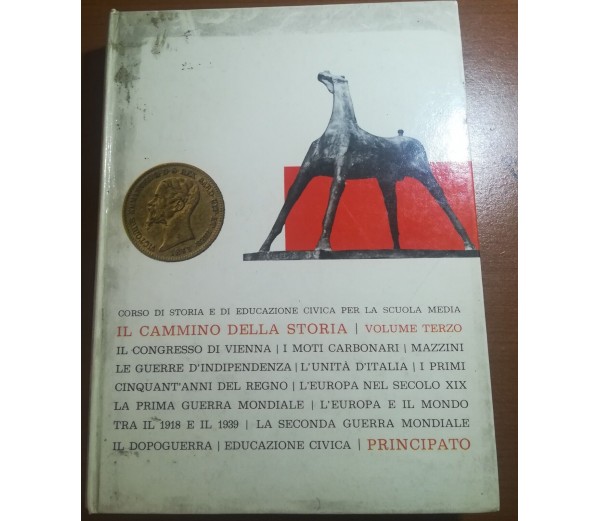 CORSO DI STORIA E DI EDUCAZIONE CIVICA PER LA SCUOLA MEDIA
IL CAMMINO DELLA STORIA | VOLUME TERZO
IL CONGRESSO DI VIENNA | I MOTI CARBONARI | MAZZINI
LE GUERRE D'INDIPENDENZA | L'UNITÀ D'ITALIA | I PRIMI
CINQUANT'ANNI DEL REGNO | L'EUROPA NEL SECOLO XIX
LA PRIMA GUERRA MONDIALE | L'EUROPA E IL MONDO
TRA IL 1918 E IL 1939 | LA SECONDA GUERRA MONDIALE
IL DOPOGUERRA | EDUCAZIONE CIVICA | PRINCIPATO